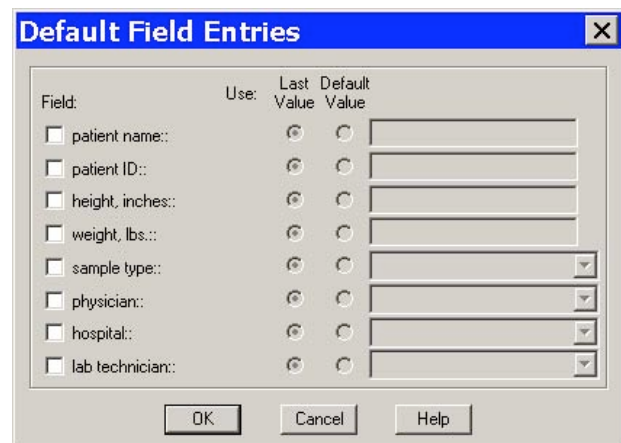 Default Field Entries
Field: Use: Last Value Default Value
patient name::
patient ID::
height, inches::
weight, lbs.::
sample type::
physician::
hospital::
lab technician::
OK Cancel Help